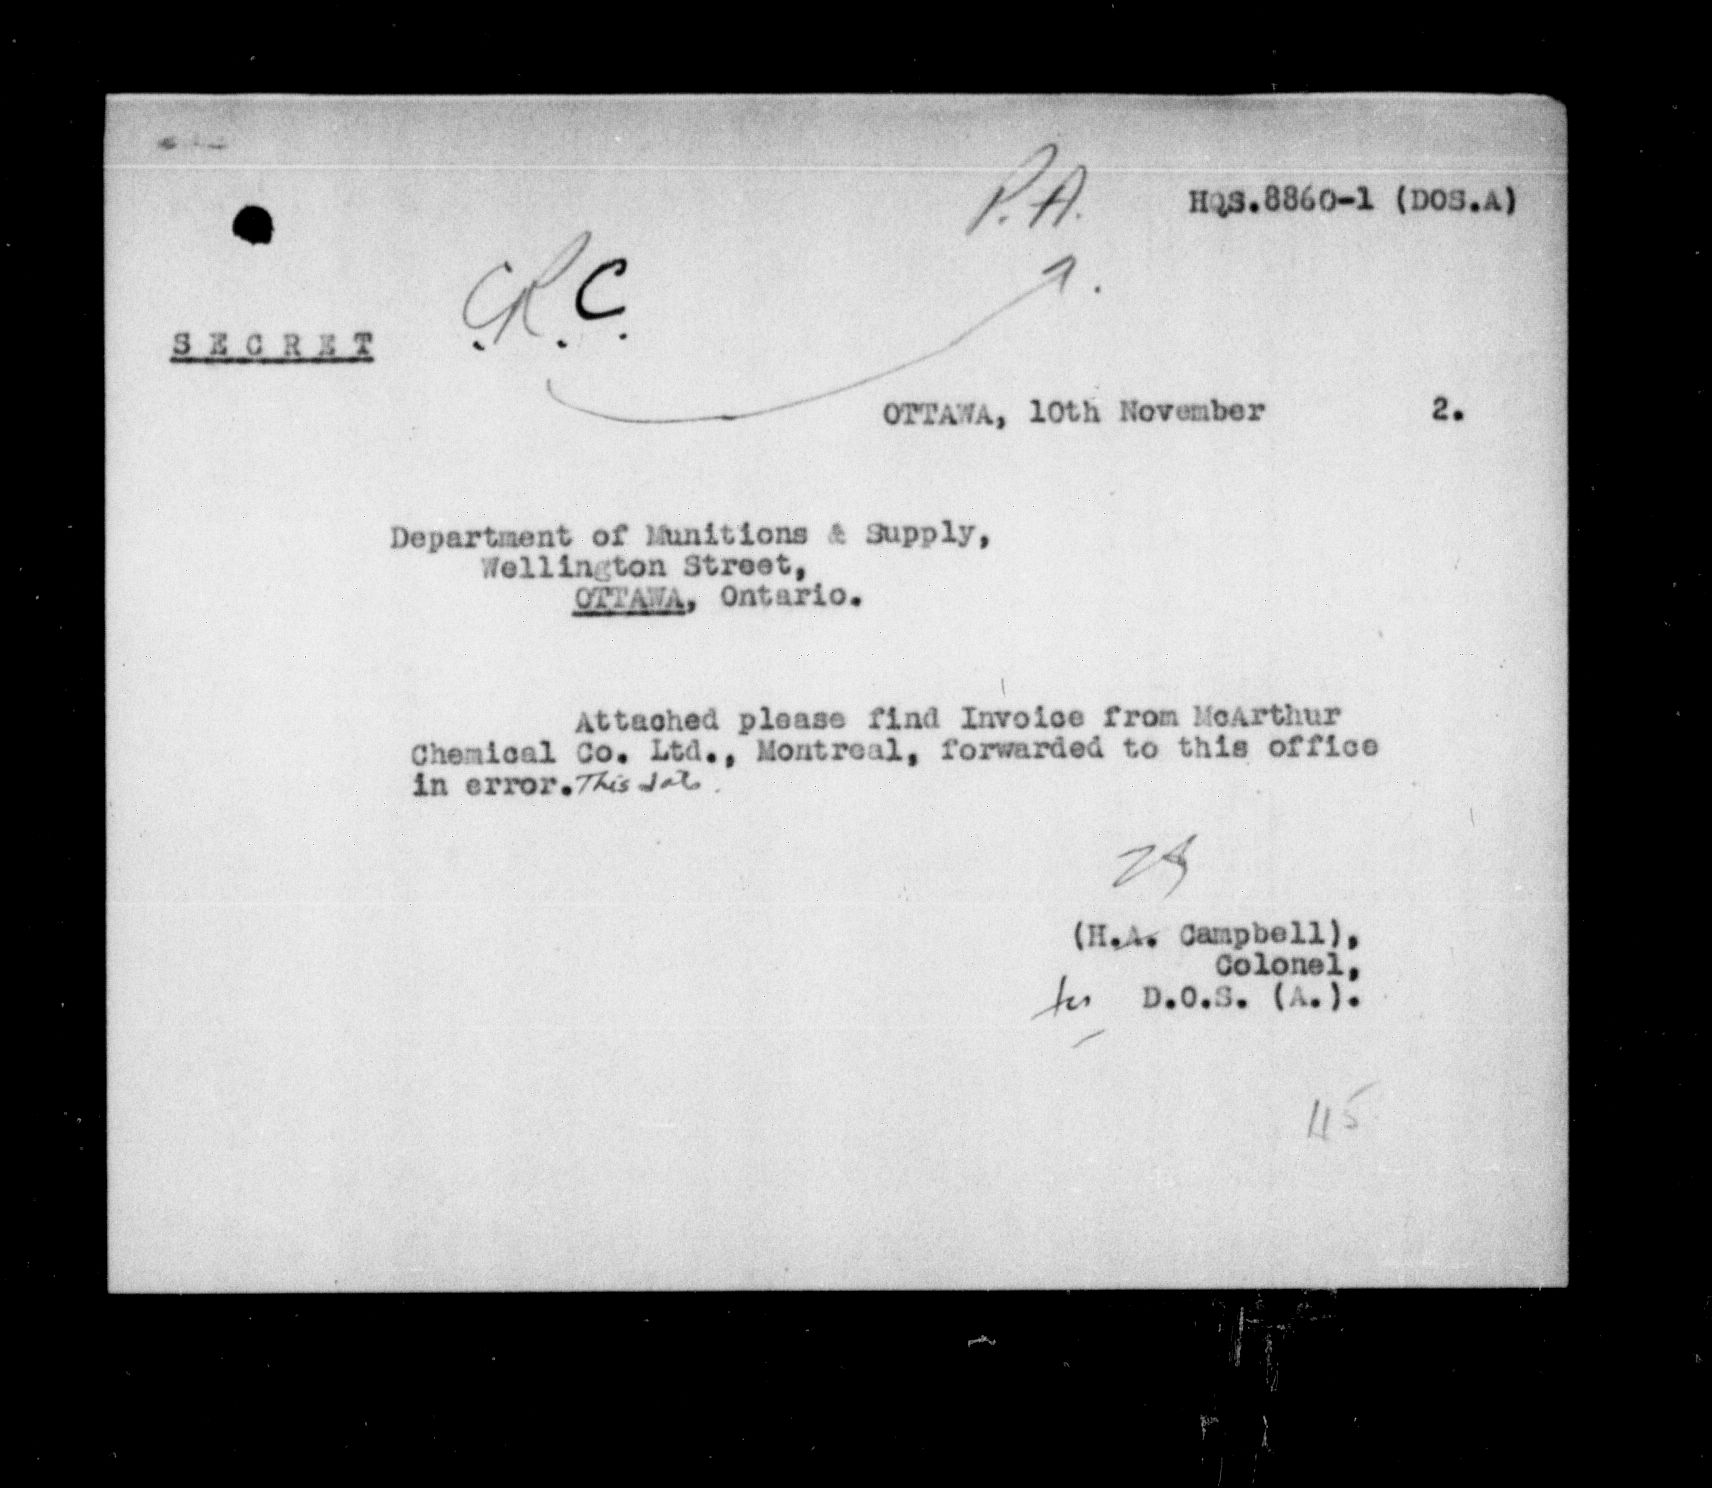 P.A.
HQS.8860-1 (DOS.A)
C.R.C.
S E C R E T
OTTAWA, 10th November 2.
Department of Munitions & Supply,
Wellington Street,
OTTAWA, Ontario.
Attached please find Invoice from McArthur
Chemical Co. Ltd., Montreal, forwarded to this office
in error. This date.
(H.A. Campbell),
Colonel,
for D.O.S. (A.).
115